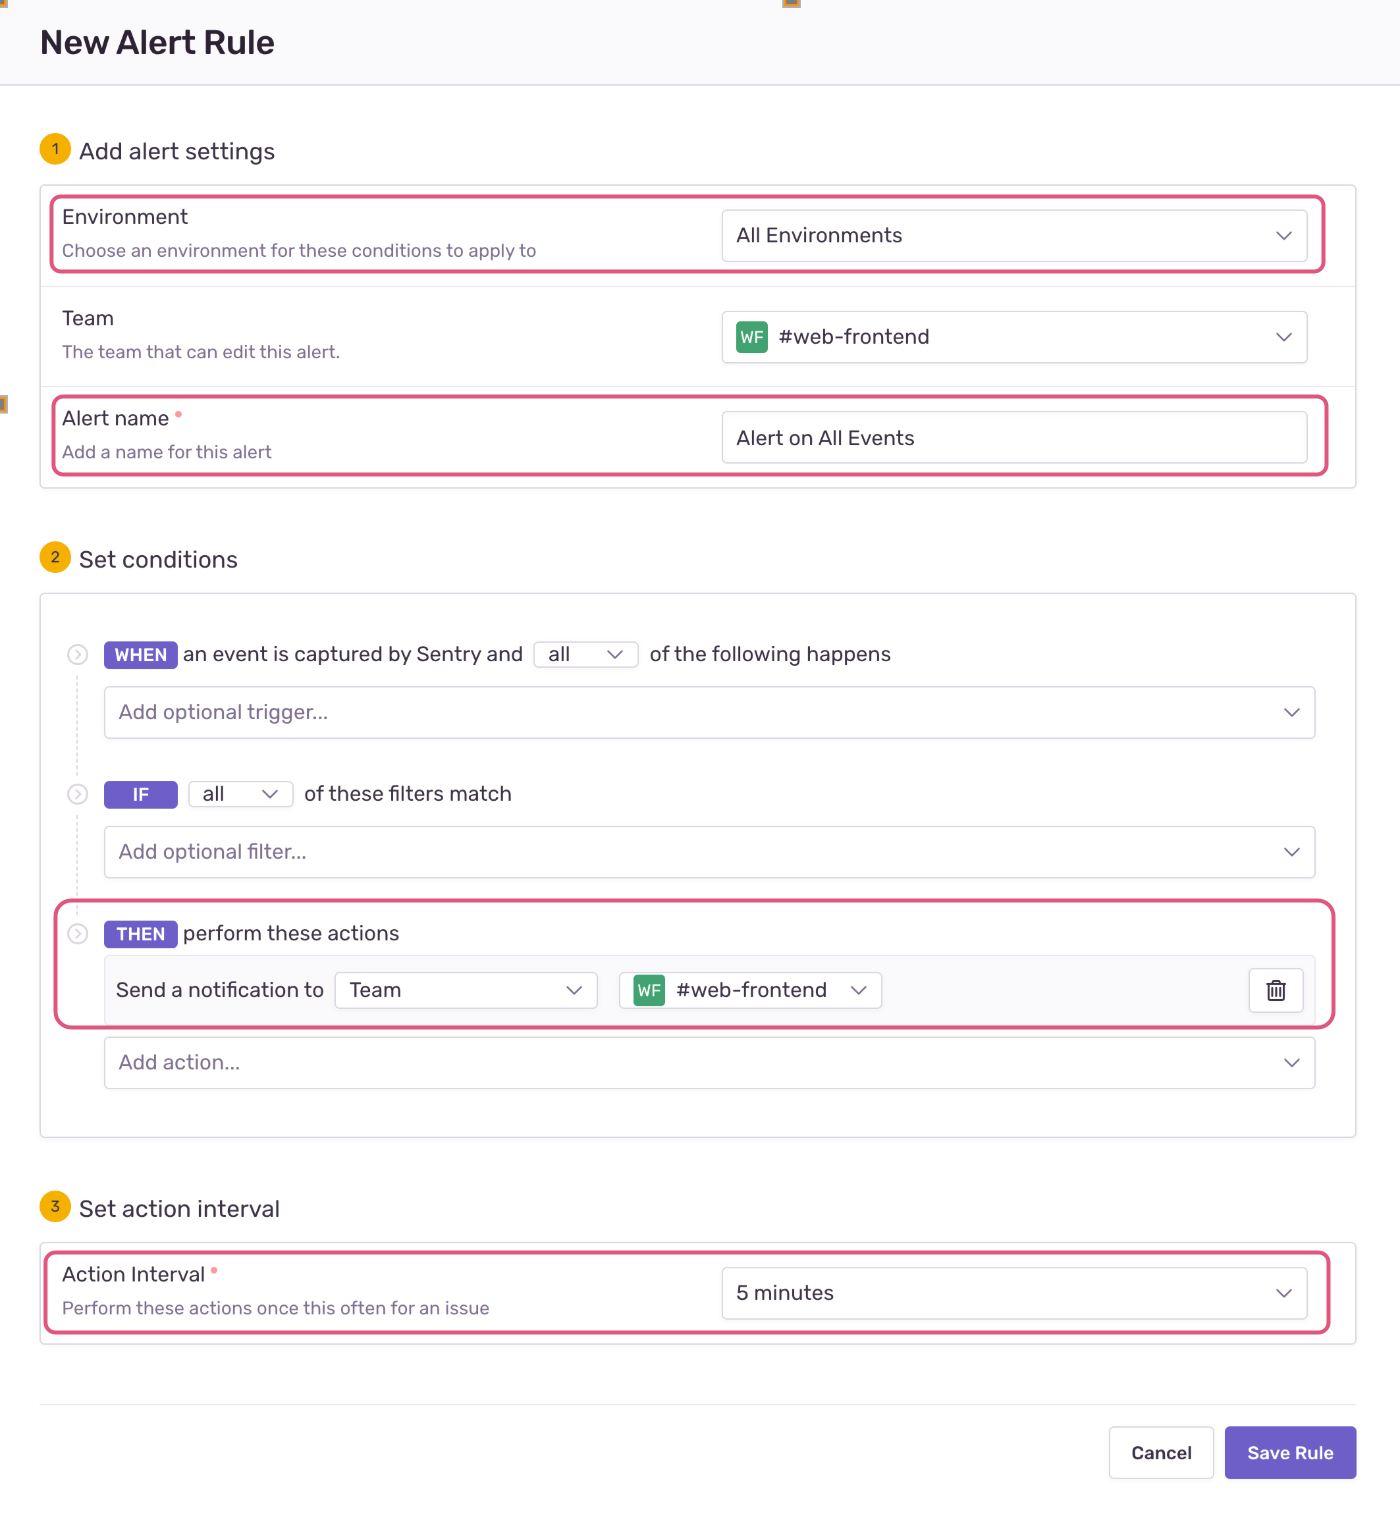 New Alert Rule
1 Add alert settings
Environment
Choose an environment for these conditions to apply to
All Environments
Team
The team that can edit this alert.
WF #web-frontend
Alert name
Add a name for this alert
Alert on All Events
2 Set conditions
WHEN an event is captured by Sentry and all of the following happens
Add optional trigger...
IF all of these filters match
Add optional filter...
THEN perform these actions
Send a notification to Team WF #web-frontend
Add action...
3 Set action interval
Action Interval
Perform these actions once this often for an issue
5 minutes
Cancel Save Rule